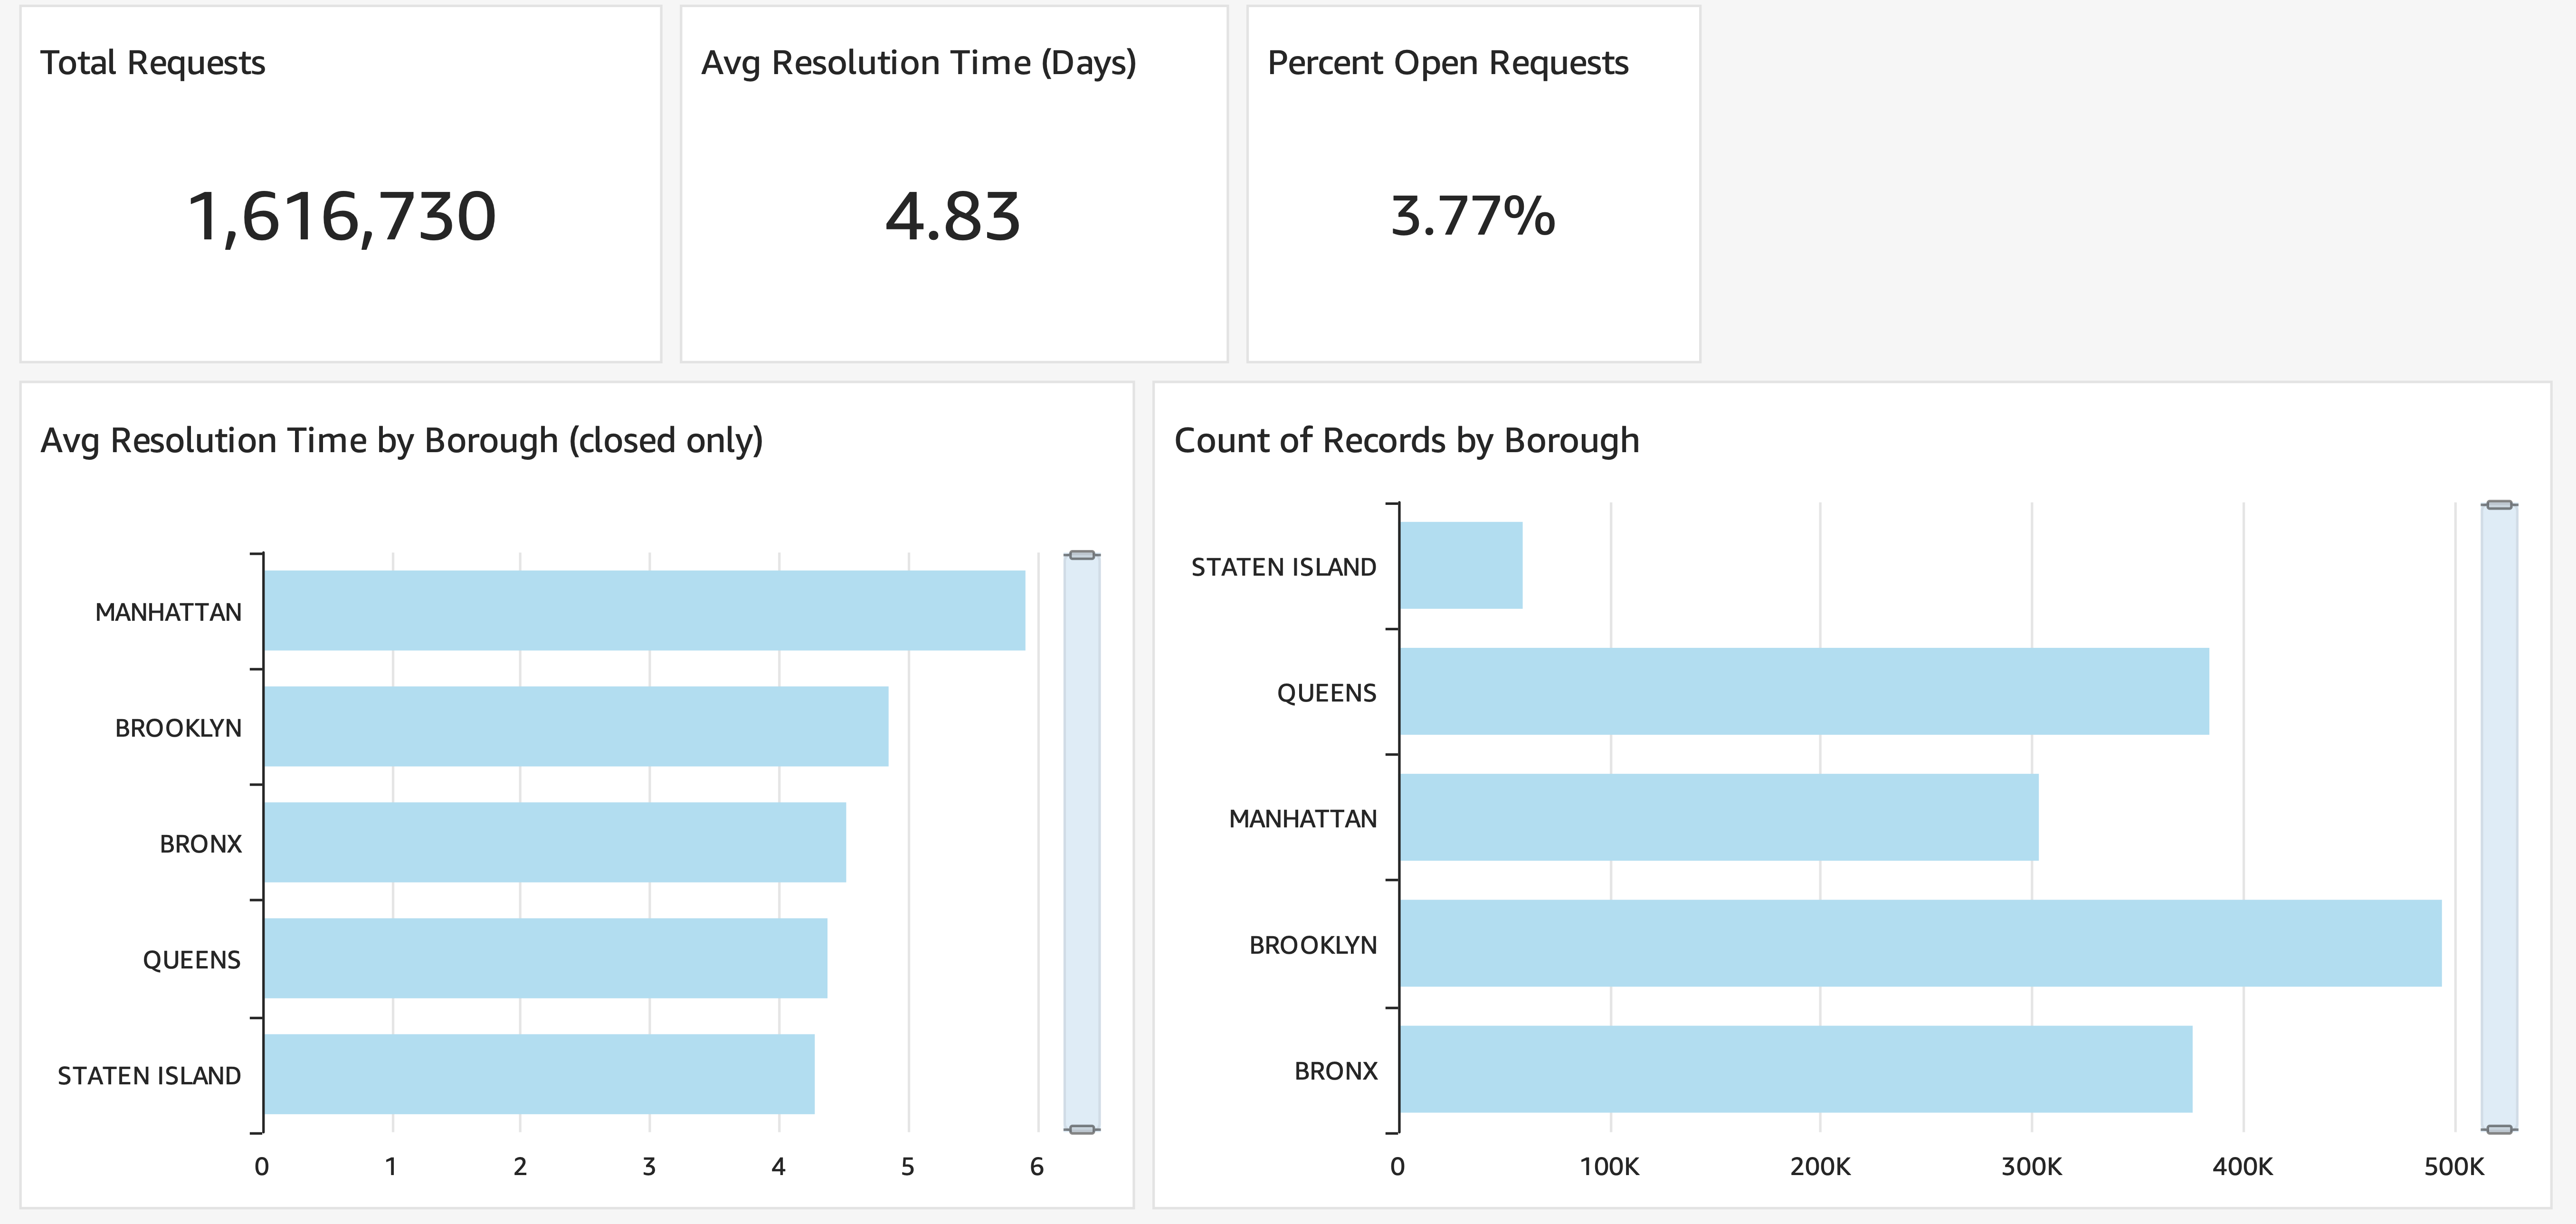 Total Requests
1,616,730
Avg Resolution Time (Days)
4.83
Percent Open Requests
3.77%
Avg Resolution Time by Borough (closed only)
MANHATTAN
BROOKLYN
BRONX
QUEENS
STATEN ISLAND
0 1 2 3 4 5 6
Count of Records by Borough
STATEN ISLAND
QUEENS
MANHATTAN
BROOKLYN
BRONX
0 100K 200K 300K 400K 500K